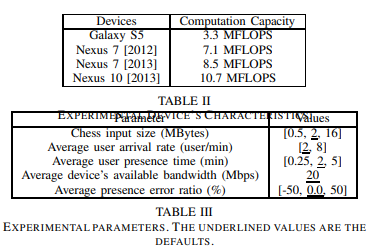 Devices Computation Capacity
Galaxy S5 3.3 MFLOPS
Nexus 7 [2012] 7.1 MFLOPS
Nexus 7 [2013] 8.5 MFLOPS
Nexus 10 [2013] 10.7 MFLOPS
TABLE II
EXPERIMENTAL DEVICE'S CHARACTERISTICS.
Parameter Values
Chess input size (MBytes) [0.5, 2, 16]
Average user arrival rate (user/min) [2, 8]
Average user presence time (min) [0.25, 2, 5]
Average device's available bandwidth (Mbps) 20
Average presence error ratio (%) [-50, 0.0, 50]
TABLE III
EXPERIMENTAL PARAMETERS. THE UNDERLINED VALUES ARE THE
DEFAULTS.